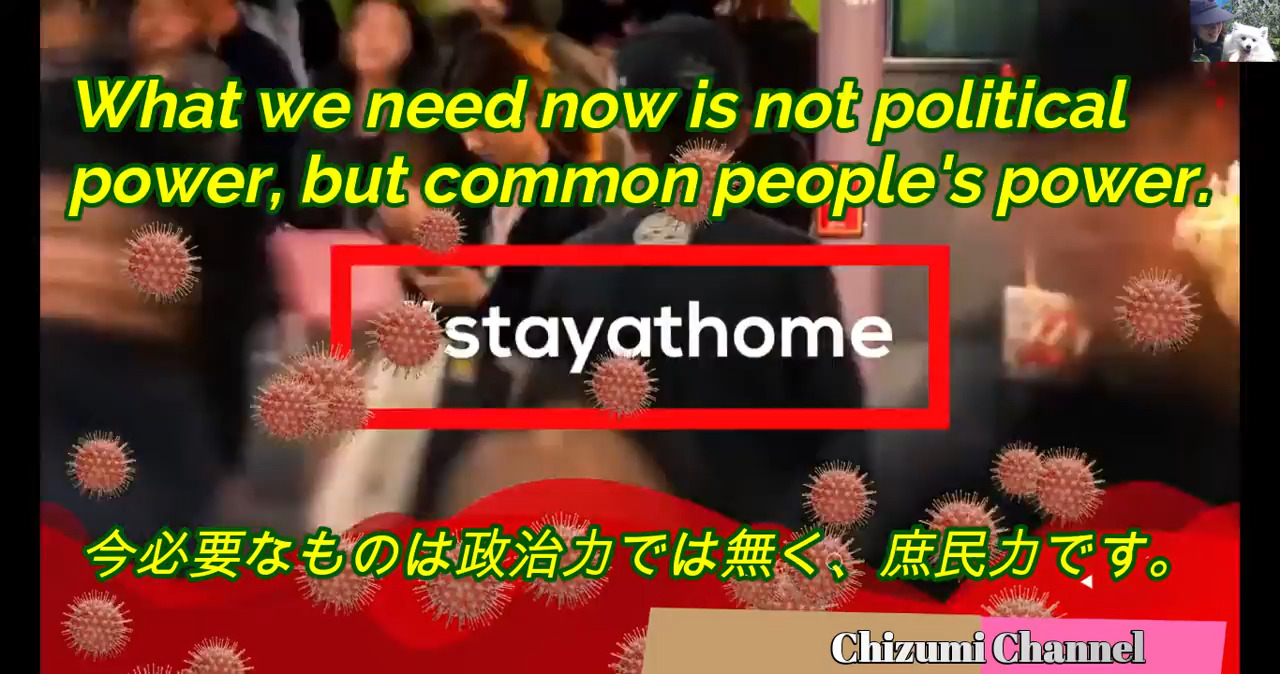 What we need now is not political
power, but common people's power.
stayathome
今必要なものは政治力では無く、庶民力です。
Chizumi Channel